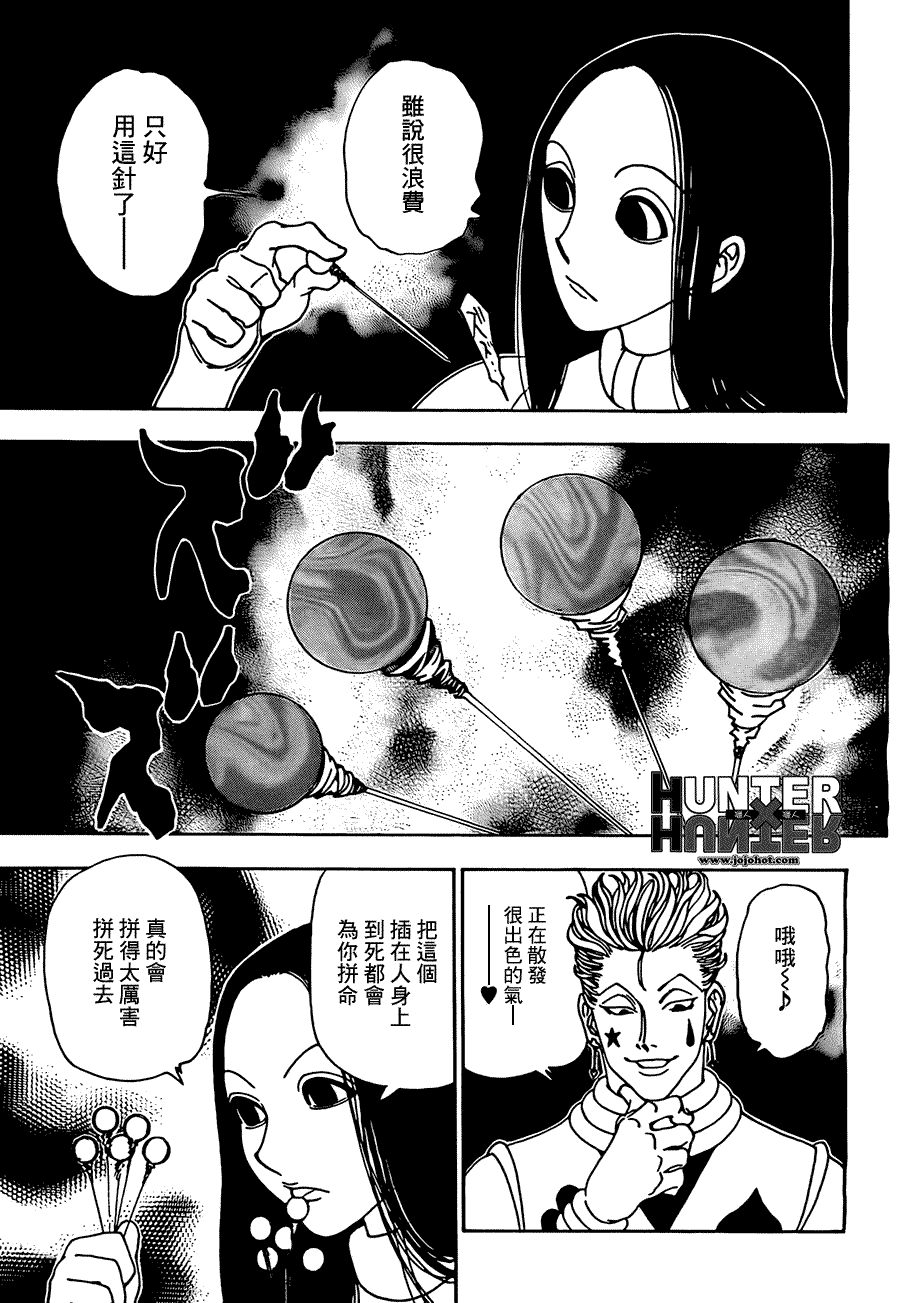 雖說很浪費
只好
用這針了——
HUNTER
HUNTER
www.jojohot.com
哦哦～♪
正在散發
很出色的氣—
——♥
把這個
插在人身上
到死都會
為你拼命
真的會
拼得太厲害
拼死過去